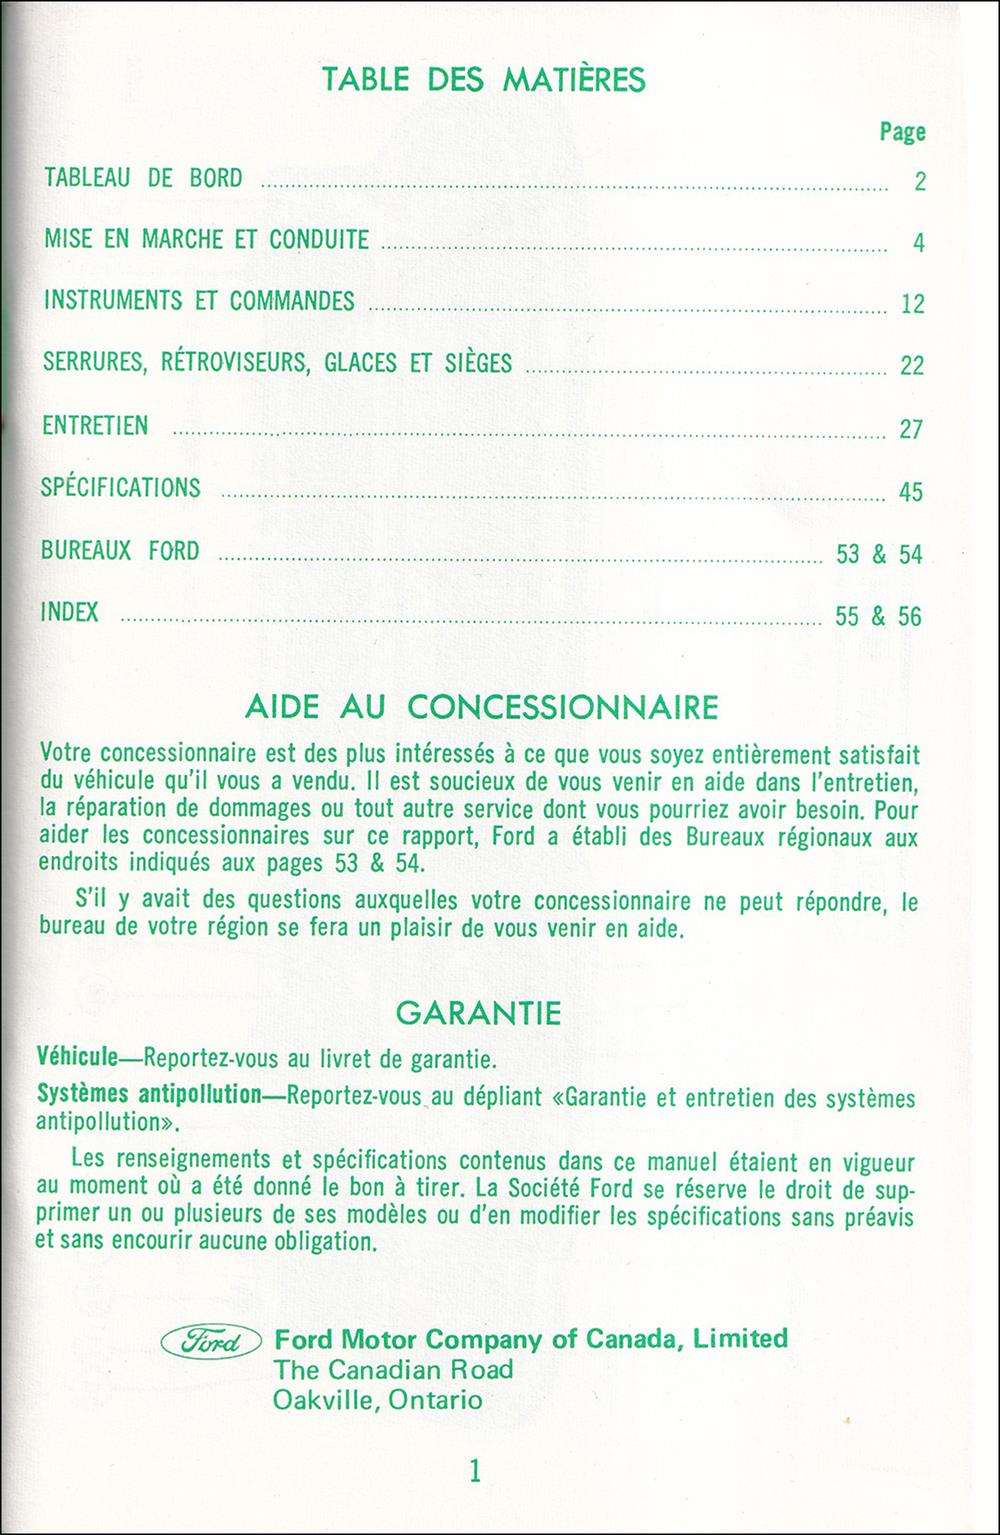 TABLE DES MATIÈRES
Page
TABLEAU DE BORD ........ 2
MISE EN MARCHE ET CONDUITE ........ 4
INSTRUMENTS ET COMMANDES ........ 12
SERRURES, RÉTROVISEURS, GLACES ET SIÈGES ........ 22
ENTRETIEN ........ 27
SPÉCIFICATIONS ........ 45
BUREAUX FORD ........ 53 & 54
INDEX ........ 55 & 56
AIDE AU CONCESSIONNAIRE
Votre concessionnaire est des plus intéressés à ce que vous soyez entièrement satisfait
du véhicule qu'il vous a vendu. Il est soucieux de vous venir en aide dans l'entretien,
la réparation de dommages ou tout autre service dont vous pourriez avoir besoin. Pour
aider les concessionnaires sur ce rapport, Ford a établi des Bureaux régionaux aux
endroits indiqués aux pages 53 & 54.
S'il y avait des questions auxquelles votre concessionnaire ne peut répondre, le
bureau de votre région se fera un plaisir de vous venir en aide.
GARANTIE
Véhicule—Reportez-vous au livret de garantie.
Systèmes antipollution—Reportez-vous au dépliant «Garantie et entretien des systèmes
antipollution».
Les renseignements et spécifications contenus dans ce manuel étaient en vigueur
au moment où a été donné le bon à tirer. La Société Ford se réserve le droit de sup-
primer un ou plusieurs de ses modèles ou d'en modifier les spécifications sans préavis
et sans encourir aucune obligation.
Ford Ford Motor Company of Canada, Limited
The Canadian Road
Oakville, Ontario
1